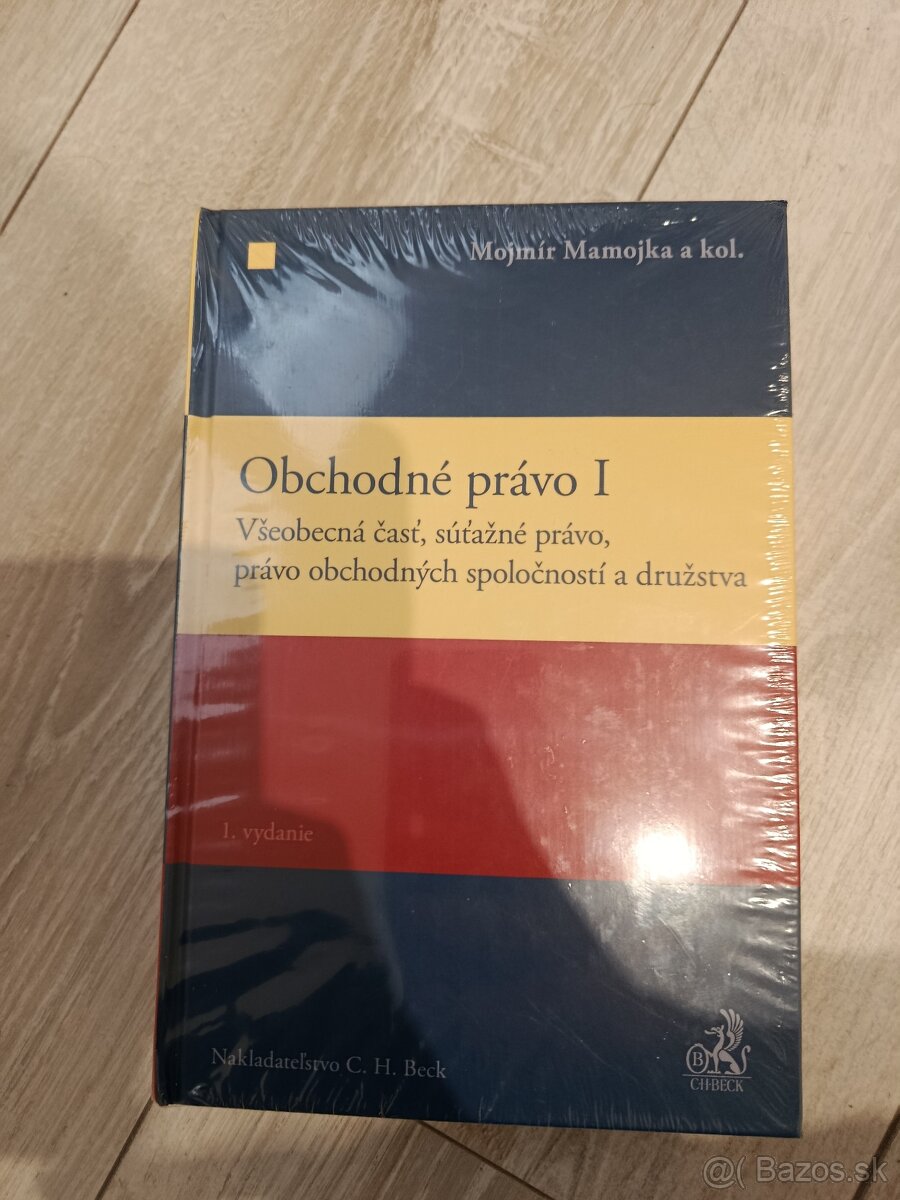 Mojmír Mamojka a kol.
Obchodné právo I
Všeobecná časť, súťažné právo,
právo obchodných spoločností a družstva
1. vydanie
Nakladateľstvo C. H. Beck
B
C·H·BECK
@( Bazos.sk